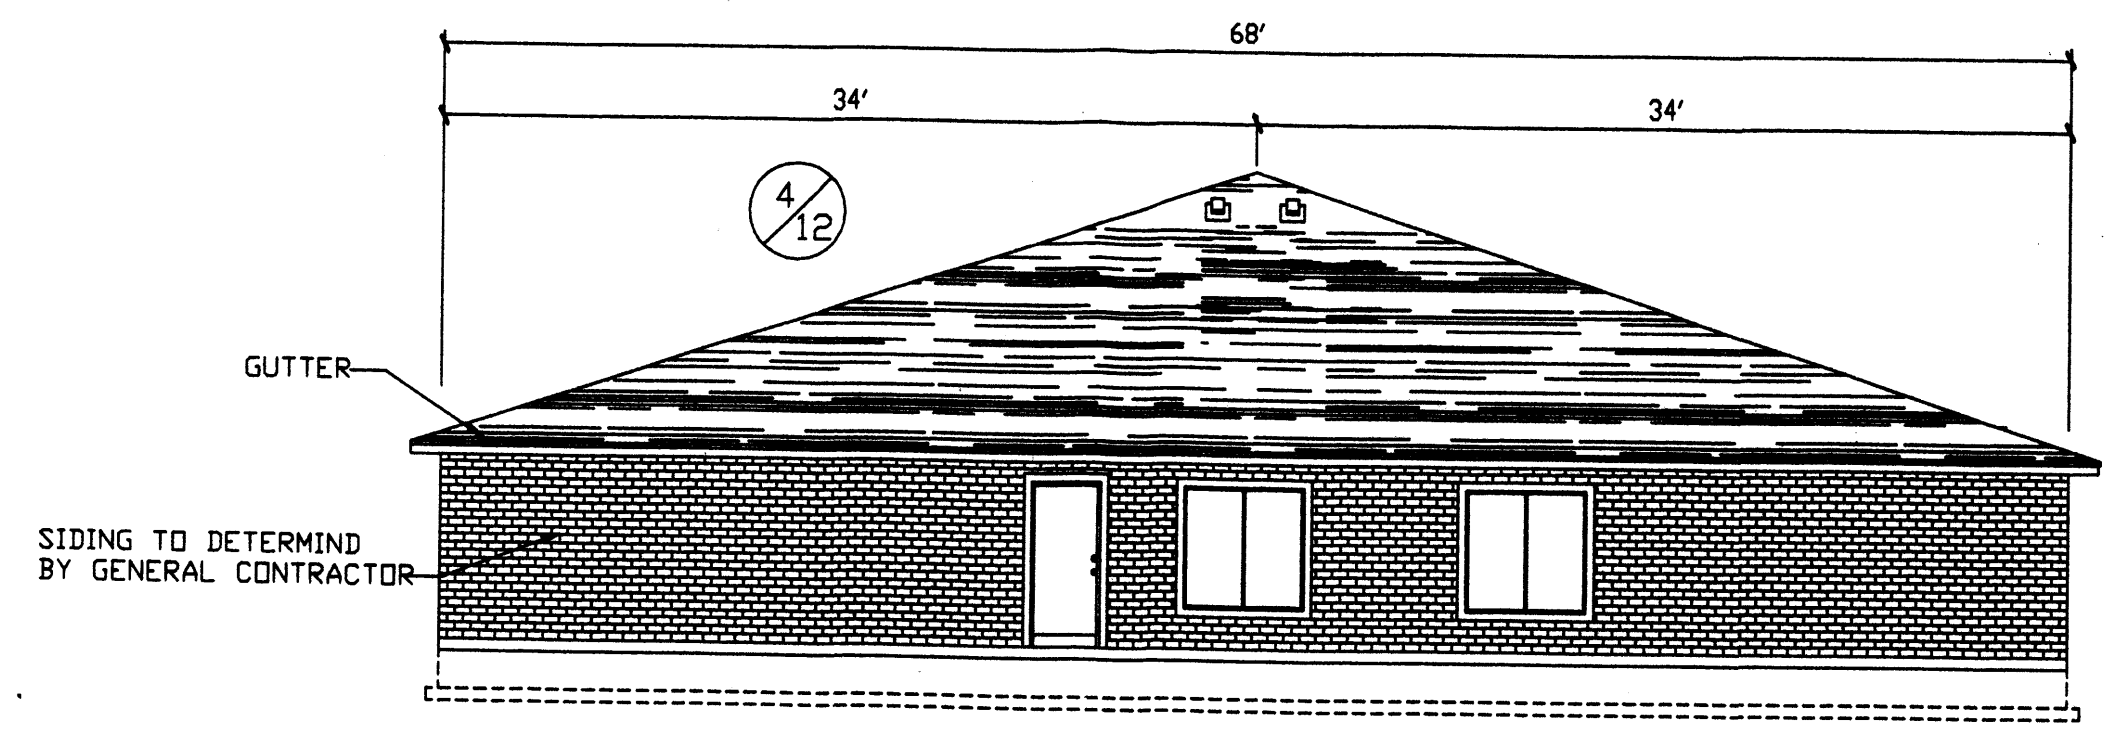 68'
34'
34'
4/12
GUTTER
SIDING TO DETERMIND
BY GENERAL CONTRACTOR